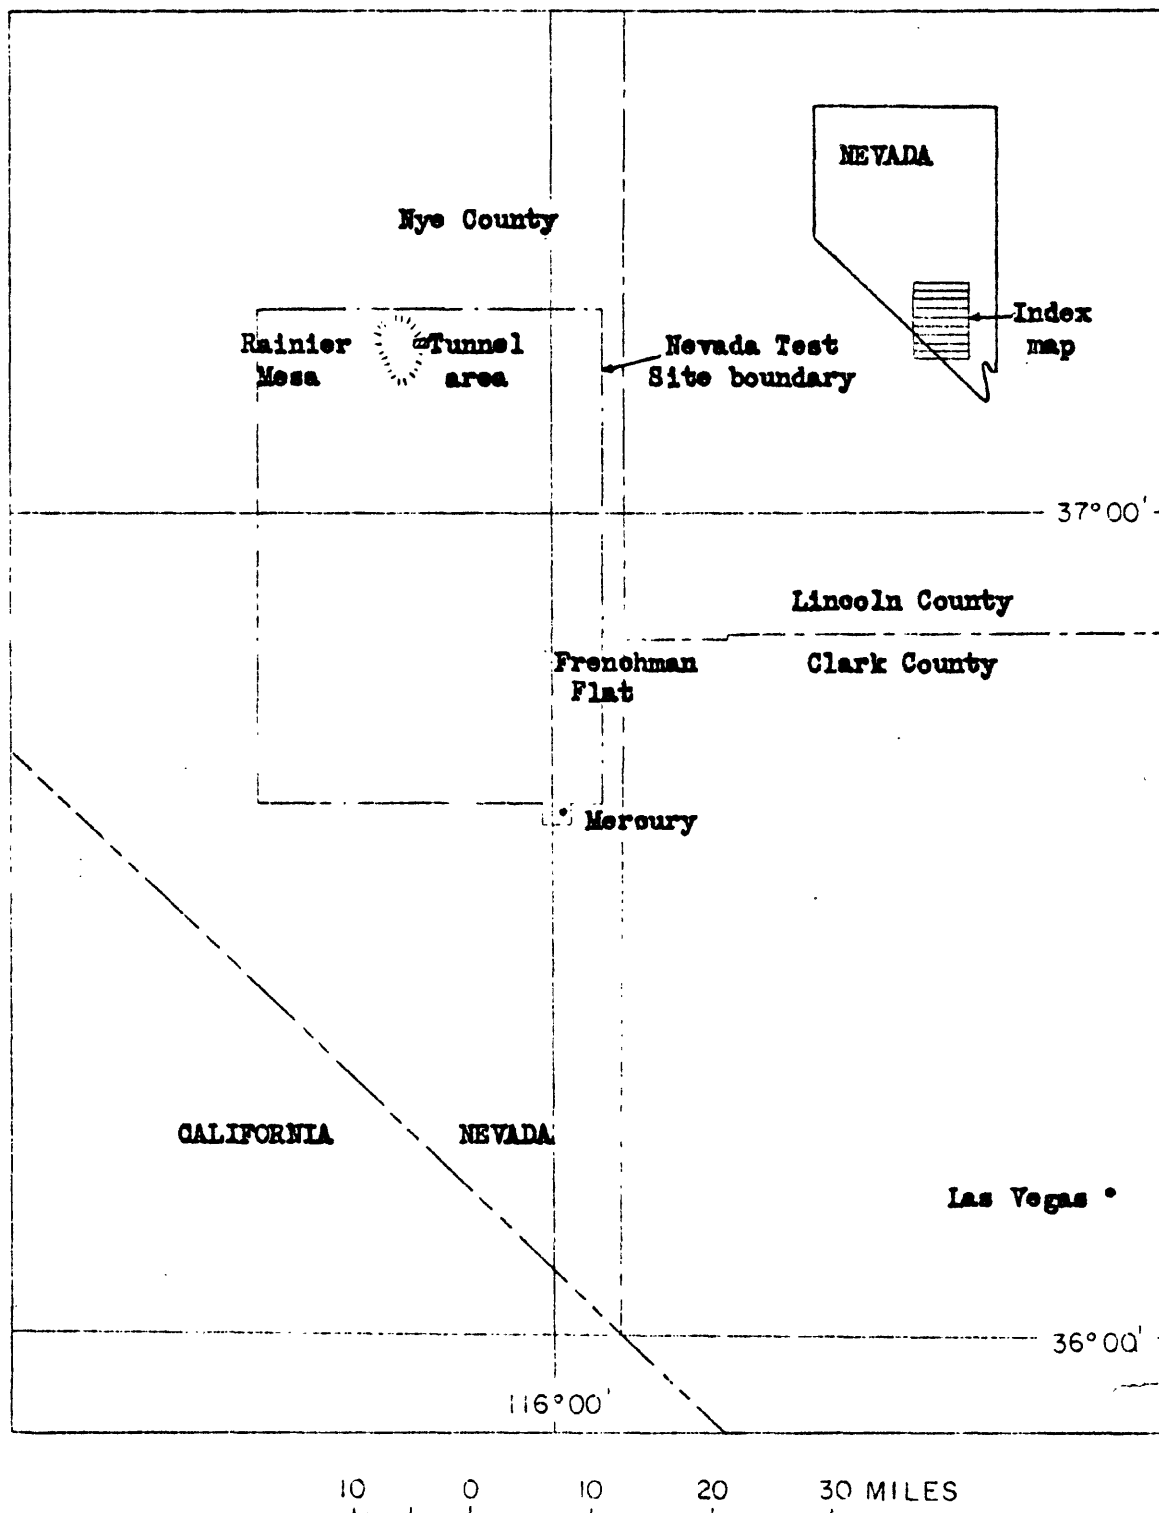 NEVADA
Nye County
Index
map
Rainier
Mesa
Tunnel
area
Nevada Test
Site boundary
37°00'
Lincoln County
Clark County
Frenchman
Flat
Mercury
CALIFORNIA
NEVADA
Las Vegas
36°00'
116°00'
10 0 10 20 30 MILES